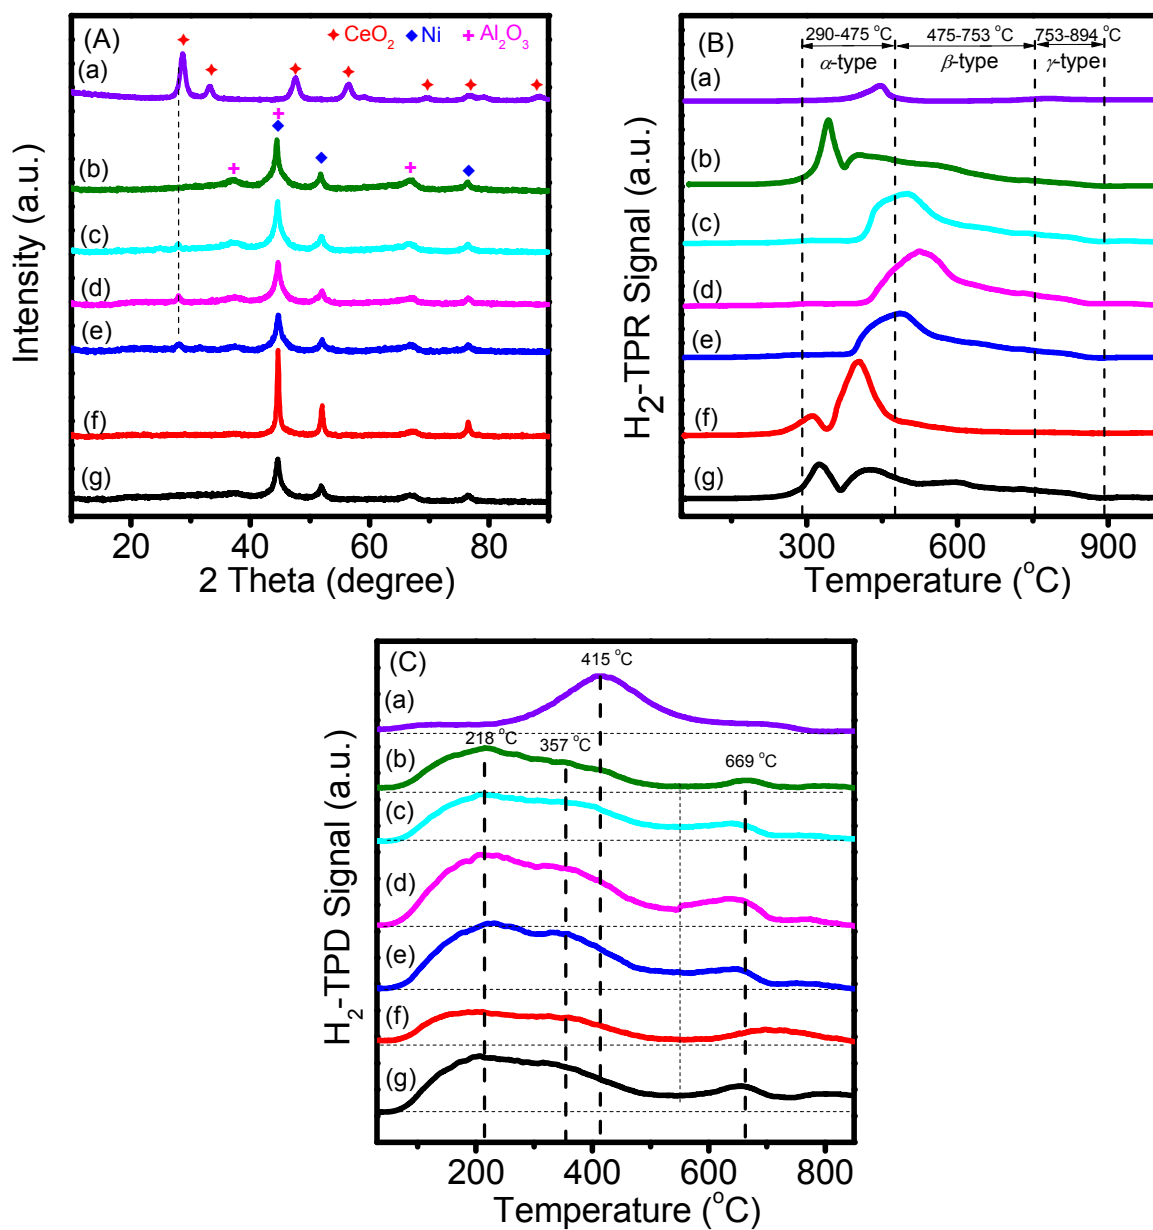 (A)
CeO₂ Ni Al₂O₃
(a)
(b)
(c)
(d)
(e)
(f)
(g)
Intensity (a.u.)
20 40 60 80
2 Theta (degree)
(B)
290-475 °C 475-753 °C 753-894 °C
α-type β-type γ-type
(a)
(b)
(c)
(d)
(e)
(f)
(g)
H₂-TPR Signal (a.u.)
300 600 900
Temperature (°C)
(C)
415 °C
(a)
218 °C 357 °C 669 °C
(b)
(c)
(d)
(e)
(f)
(g)
H₂-TPD Signal (a.u.)
200 400 600 800
Temperature (°C)